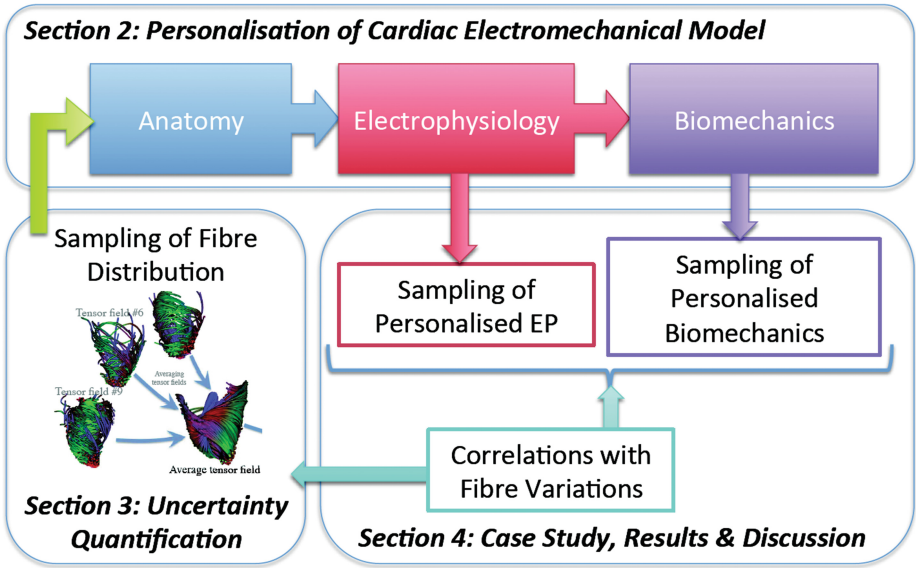 Section 2: Personalisation of Cardiac Electromechanical Model
Anatomy
Electrophysiology
Biomechanics
Sampling of Fibre
Distribution
Tensor field #6
Tensor field #9
Averaging
tensor fields
Average tensor field
Section 3: Uncertainty
Quantification
Sampling of
Personalised EP
Sampling of
Personalised
Biomechanics
Correlations with
Fibre Variations
Section 4: Case Study, Results & Discussion